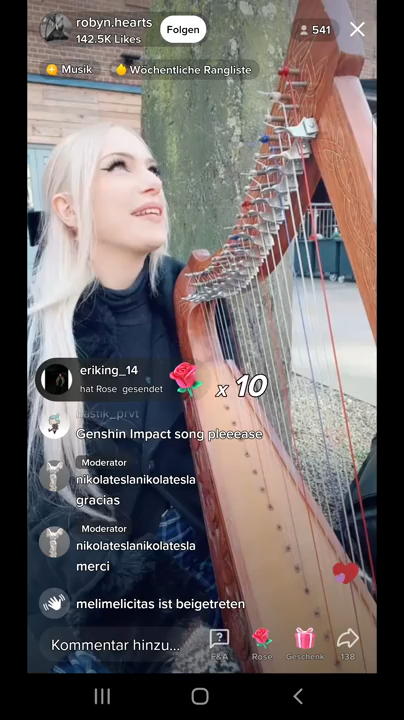 robyn.hearts
142.5K Likes
Folgen
541
Musik
Wöchentliche Rangliste
eriking_14
hat Rose gesendet
x 10
Genshin Impact song pleeease
Moderator
nikolateslanikolatesla
gracias
Moderator
nikolateslanikolatesla
merci
melimelicitas ist beigetreten
Kommentar hinzu...
F&A
Rose
Geschenk
138